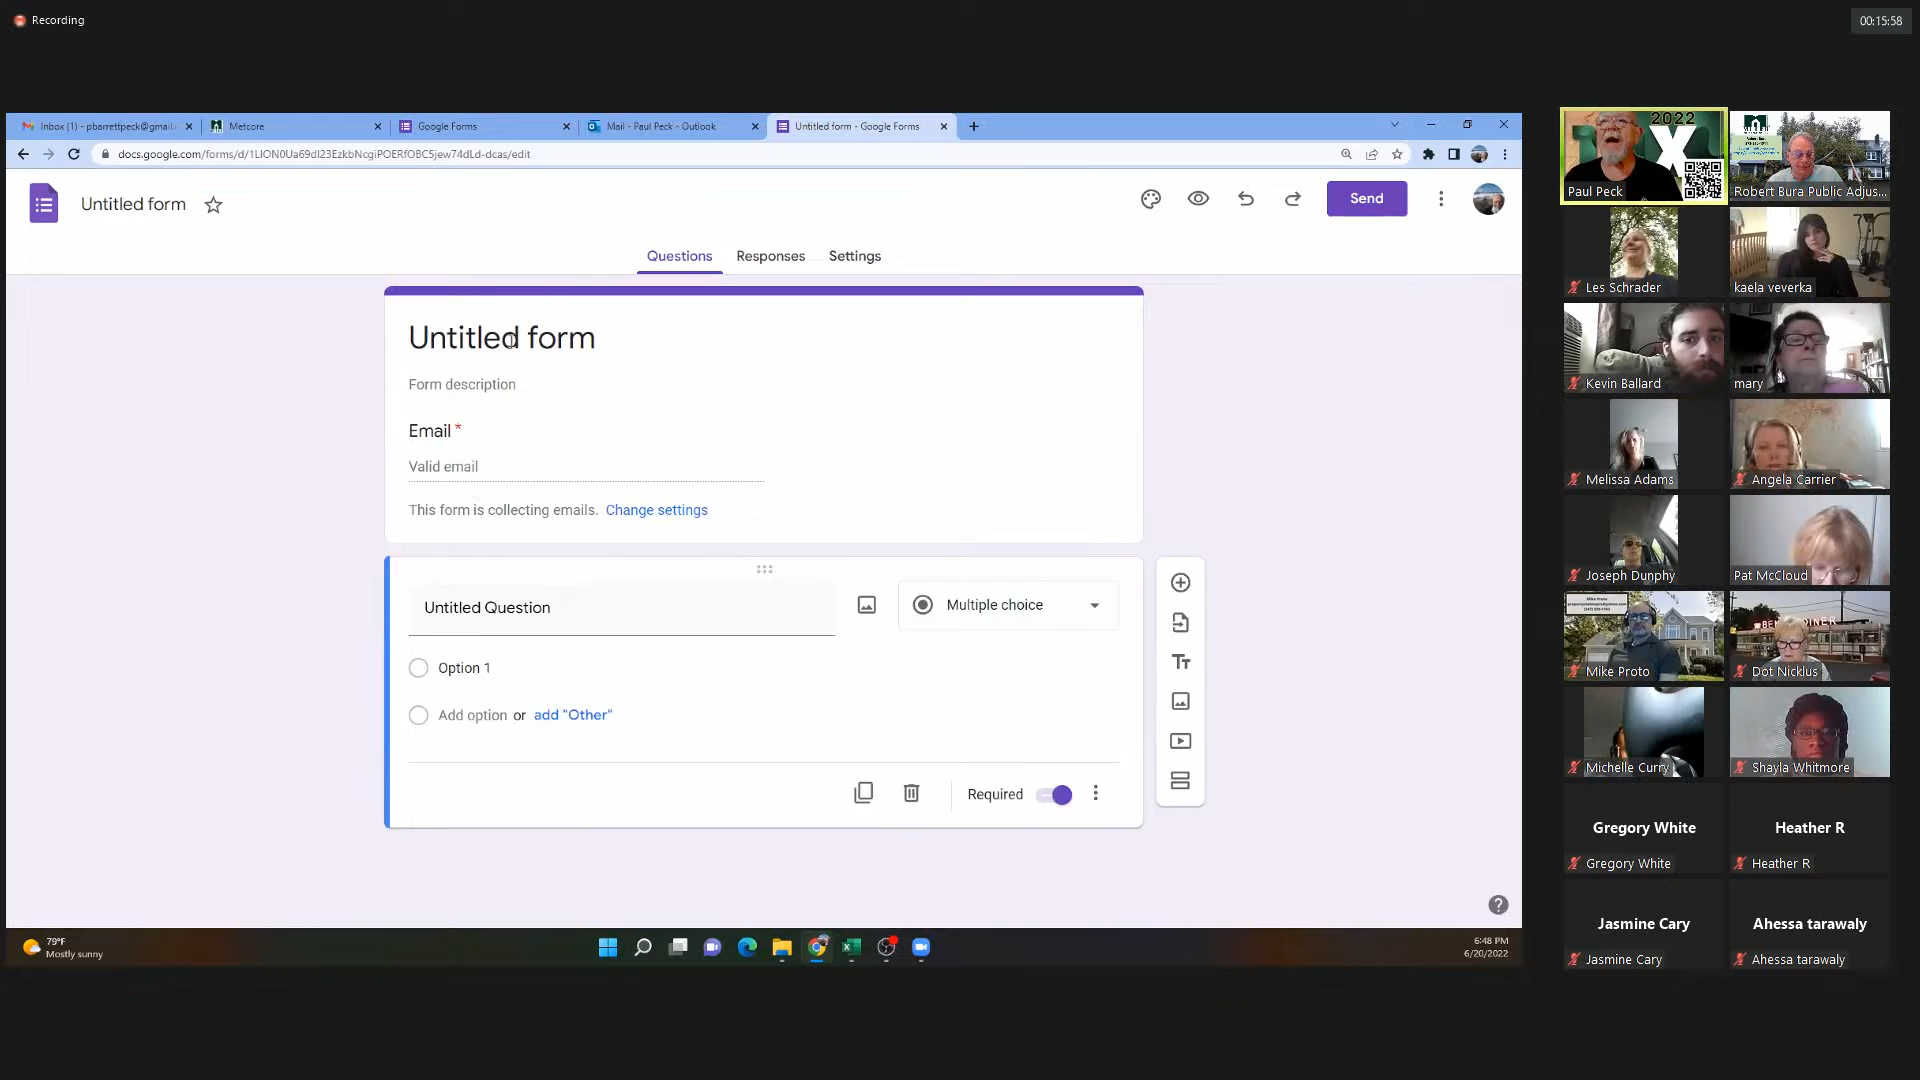 Recording
00:15:58
Inbox (1) - pbarrettpeck@gmail.
Metcore
Google Forms
Mail - Paul Peck - Outlook
Untitled form - Google Forms
docs.google.com/forms/d/1LION0Ua69dI23EzkbNcgiPOERfOBC5jew74dLd-dcas/edit
Untitled form
Send
Questions
Responses
Settings
Untitled form
Form description
Email *
Valid email
This form is collecting emails. Change settings
Untitled Question
Multiple choice
Option 1
Add option or add "Other"
Required
79°F
Mostly sunny
6:48 PM
6/20/2022
2022
Paul Peck
Robert Bura Public Adjus...
Les Schrader
kaela veverka
Kevin Ballard
mary
Melissa Adams
Angela Carrier
Joseph Dunphy
Pat McCloud
Mike Proto
Mike Proto
DINER
Dot Nicklus
Michelle Curry
Shayla Whitmore
Gregory White
Gregory White
Heather R
Heather R
Jasmine Cary
Jasmine Cary
Ahessa tarawaly
Ahessa tarawaly